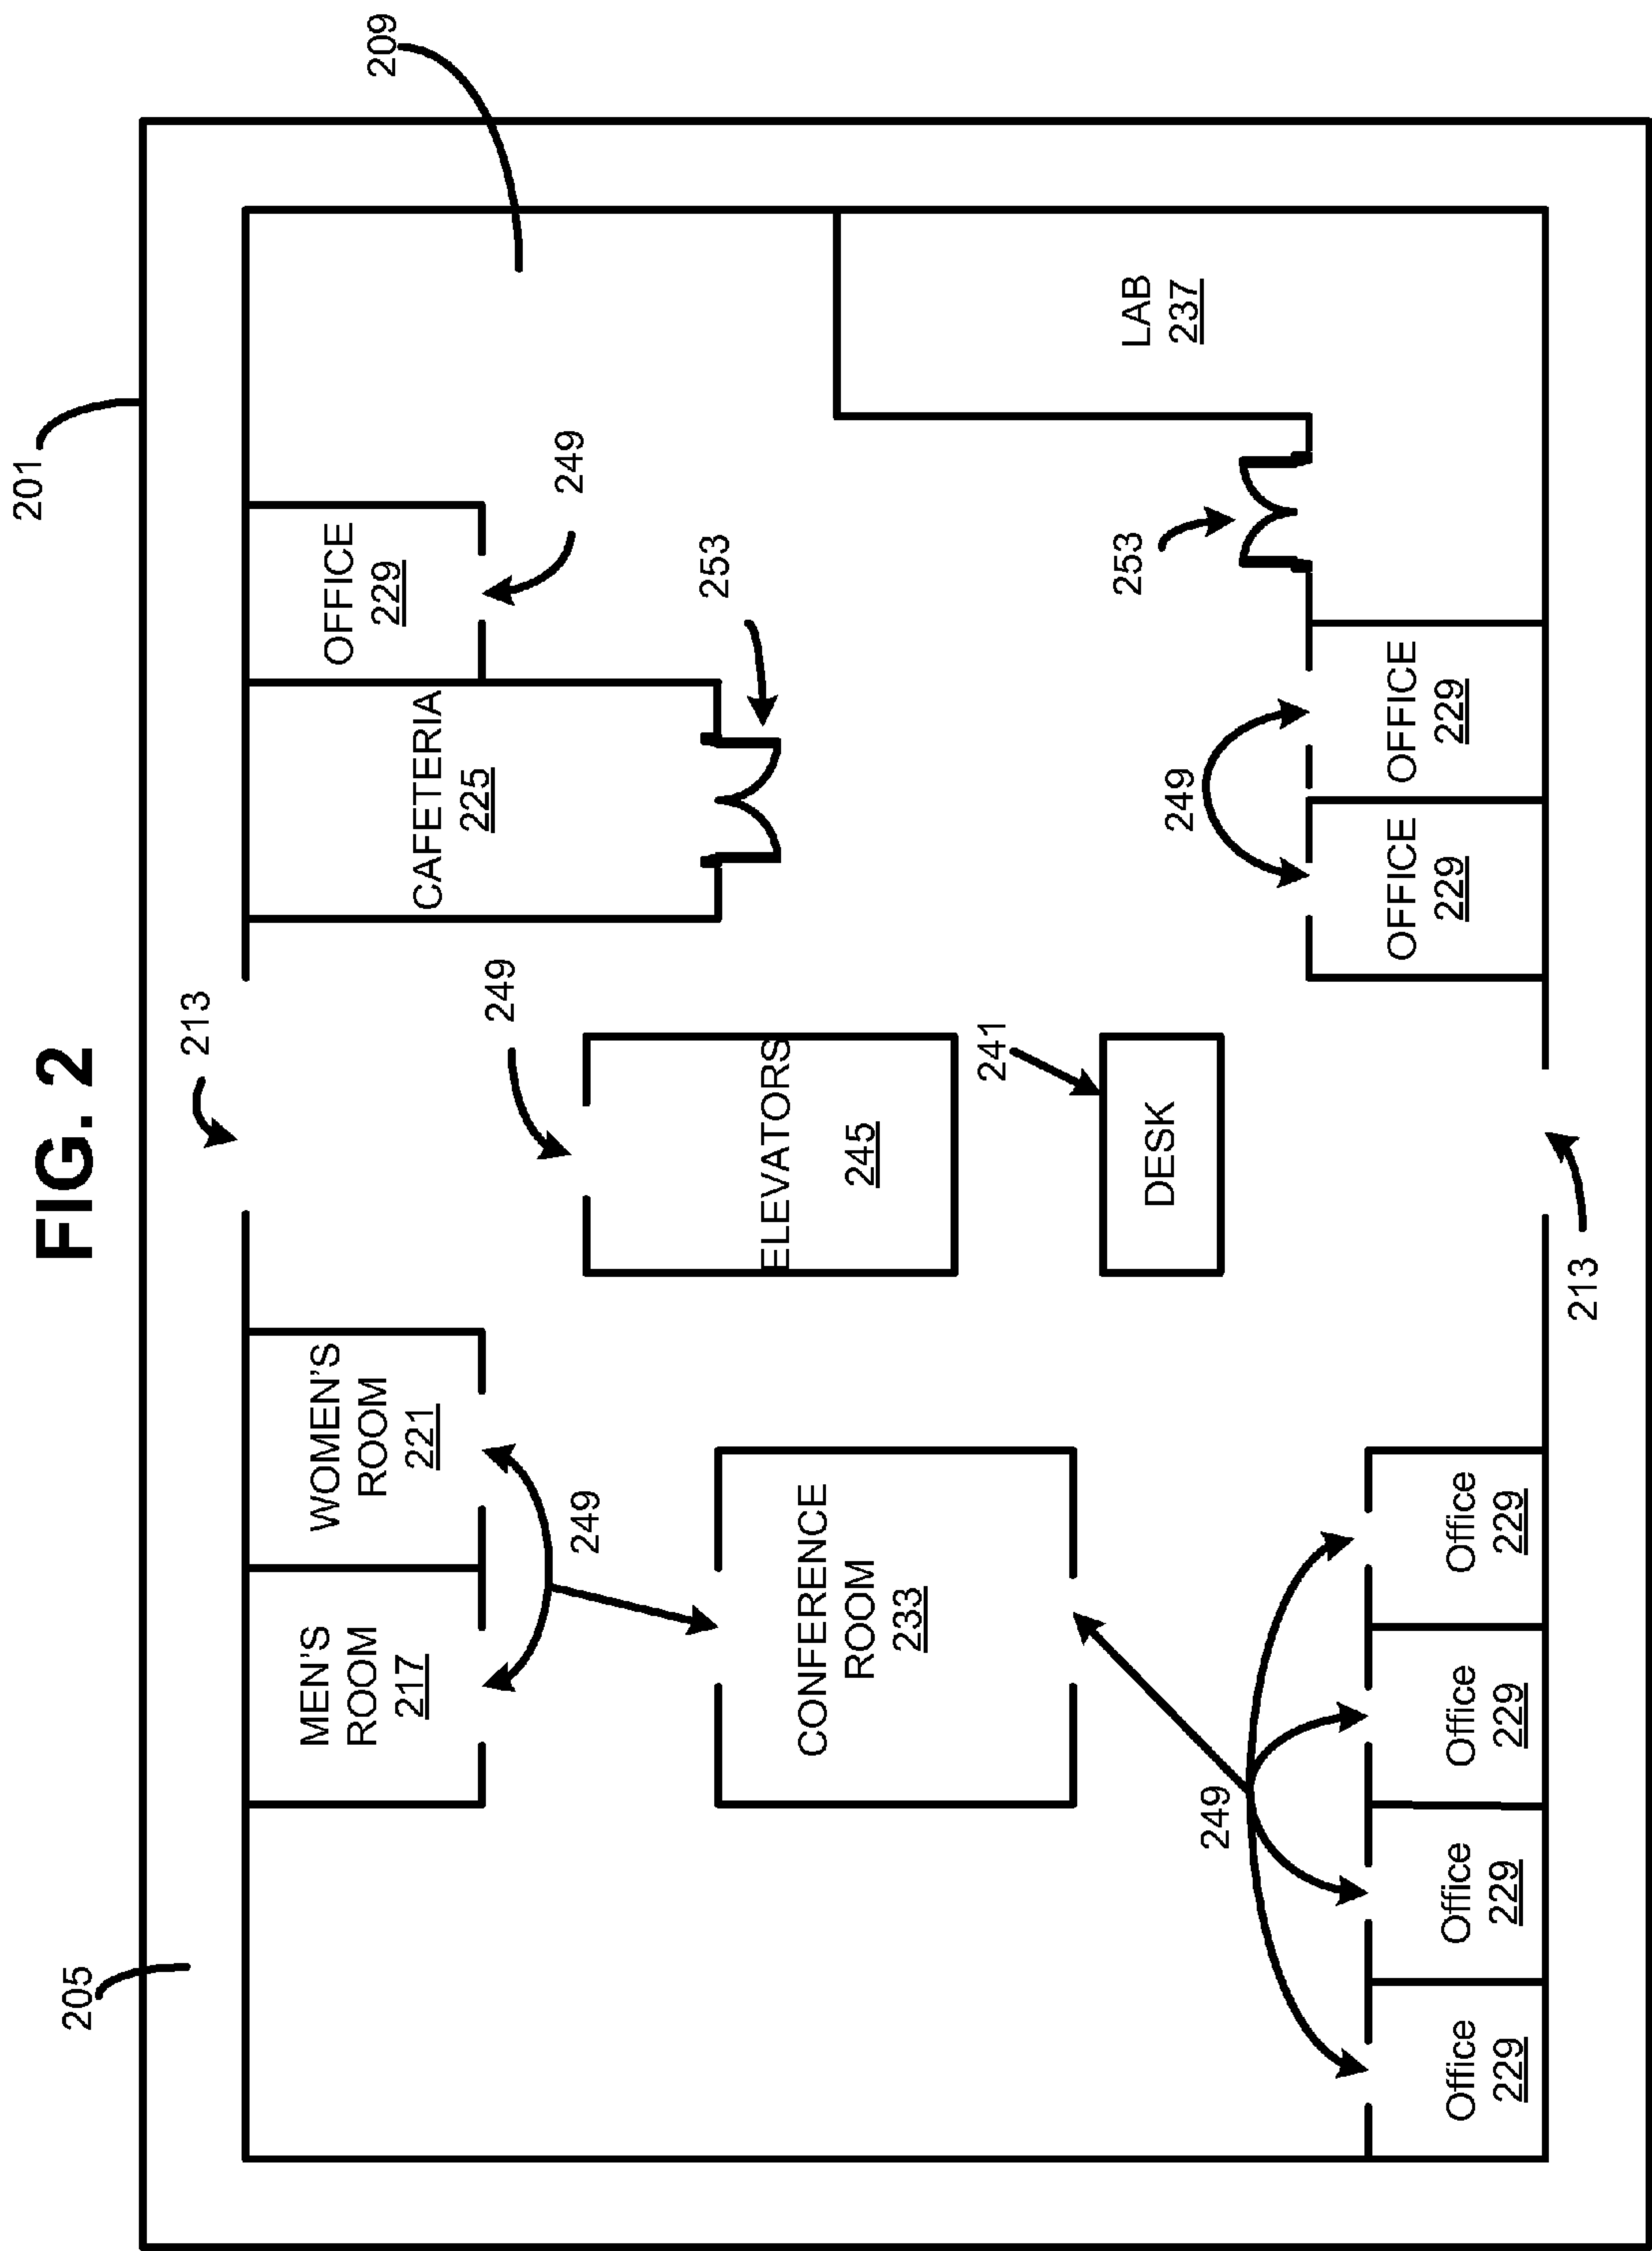 FIG. 2
201
205
213
209
MEN'S
ROOM
217
WOMEN'S
ROOM
221
CAFETERIA
225
OFFICE
229
249
249
249
253
CONFERENCE
ROOM
233
ELEVATORS
245
241
DESK
LAB
237
253
249
249
Office
229
Office
229
Office
229
Office
229
OFFICE
229
OFFICE
229
213